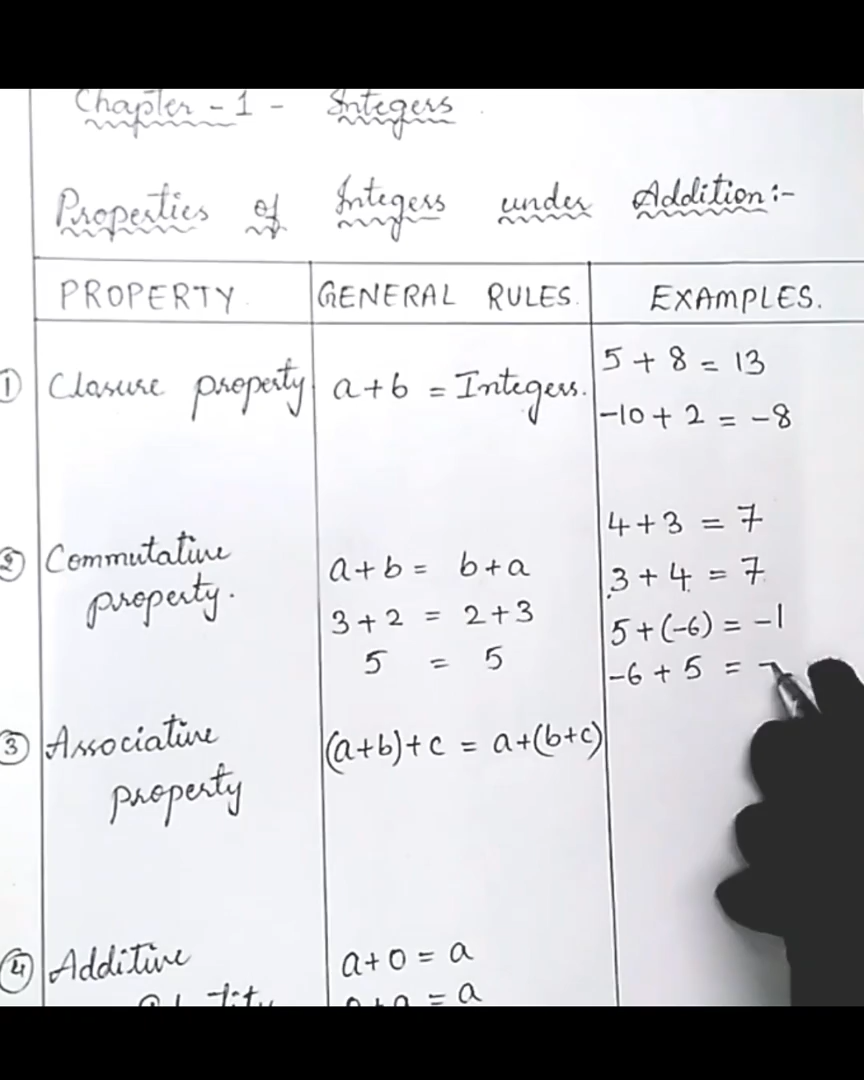 Chapter - 1 - Integers
Properties of Integers under Addition :-
PROPERTY. GENERAL RULES. EXAMPLES.
① Clasure property a+b = Integers. 5 + 8 = 13
-10 + 2 = -8
② Commutative property. a+b = b+a 4+3 = 7
3+2 = 2+3 3 + 4 = 7
5 = 5 5 + (-6) = -1
-6 + 5 = -
③ Associative property (a+b)+c = a+(b+c)
④ Additive a+0 = a
= a